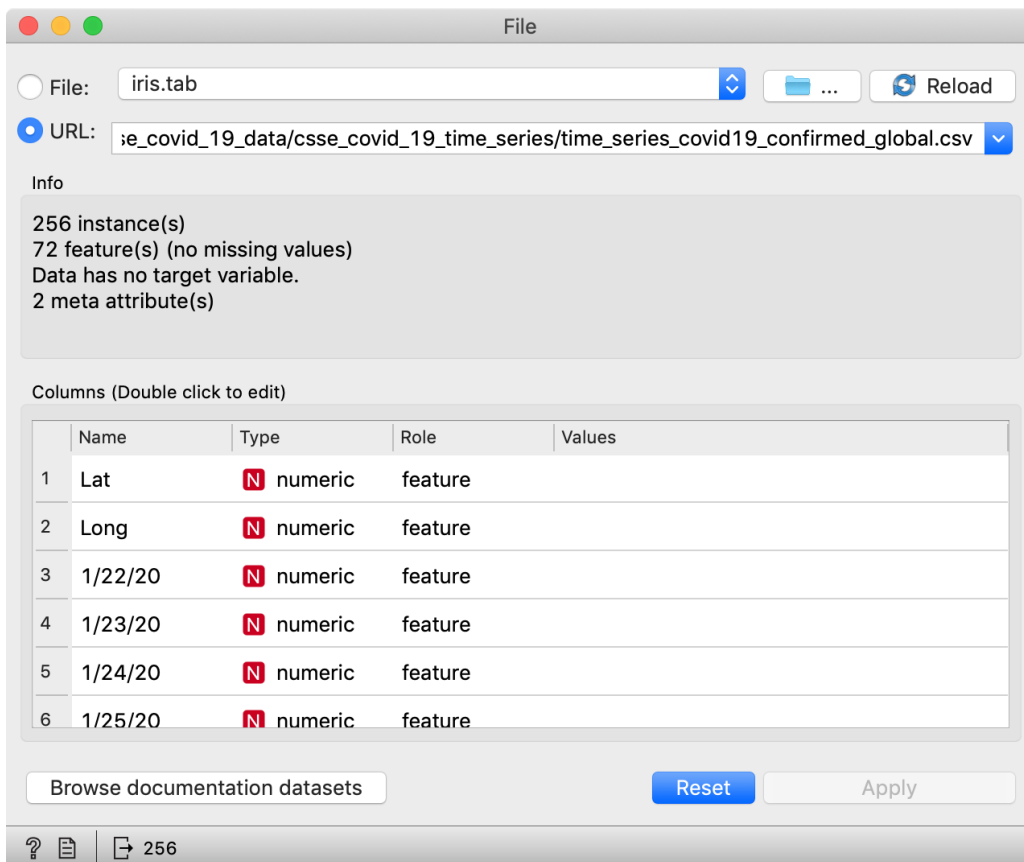 File
File: iris.tab ... Reload
URL: se_covid_19_data/csse_covid_19_time_series/time_series_covid19_confirmed_global.csv
Info
256 instance(s)
72 feature(s) (no missing values)
Data has no target variable.
2 meta attribute(s)
Columns (Double click to edit)
Name Type Role Values
1 Lat N numeric feature
2 Long N numeric feature
3 1/22/20 N numeric feature
4 1/23/20 N numeric feature
5 1/24/20 N numeric feature
6 1/25/20 N numeric feature
Browse documentation datasets Reset Apply
? 256